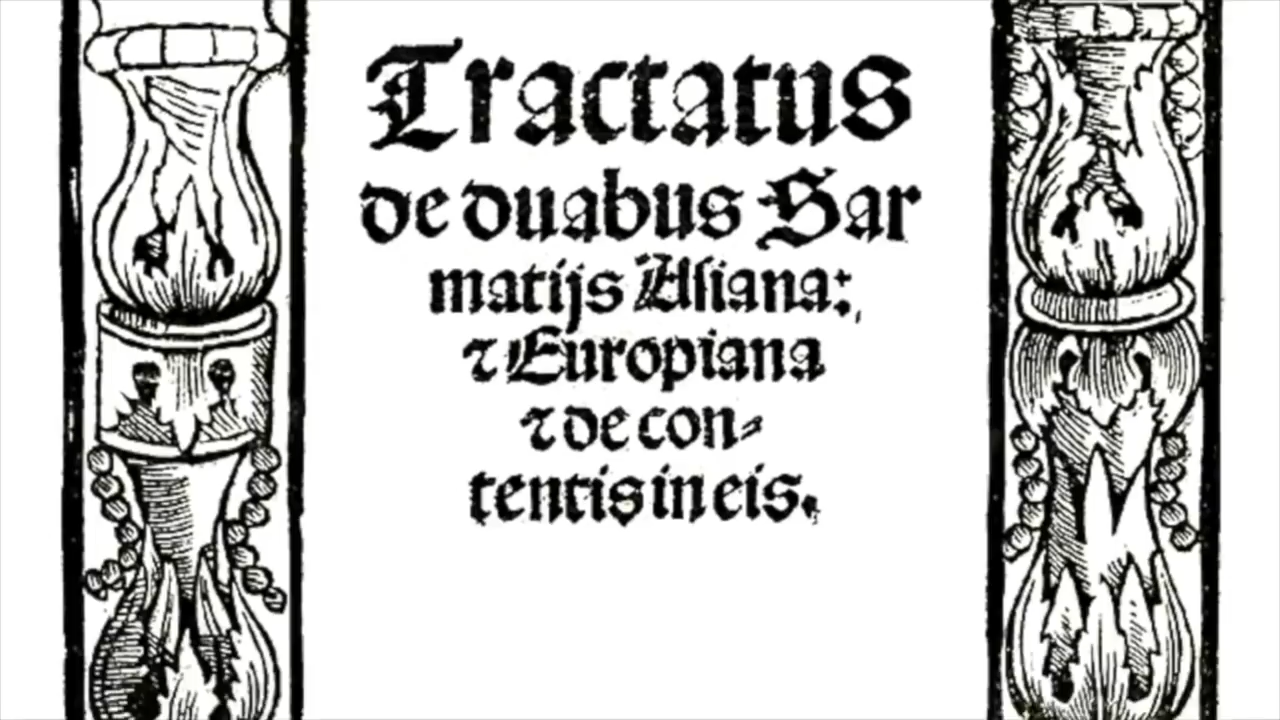 Tractatus
de duabus Sar
matijs Asiana:
⁊ Europiana
⁊ de con⸗
tentis in eis.